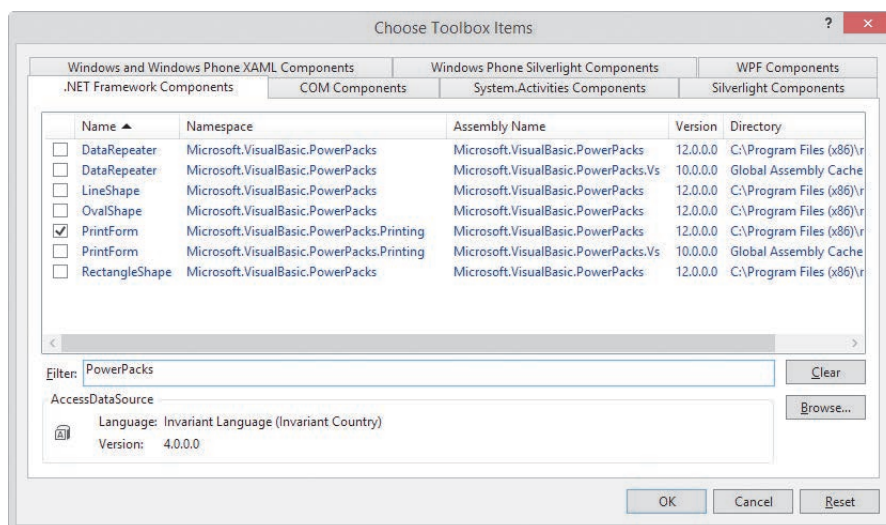 Choose Toolbox Items ? ×
Windows and Windows Phone XAML Components Windows Phone Silverlight Components WPF Components
.NET Framework Components COM Components System.Activities Components Silverlight Components
Name Namespace Assembly Name Version Directory
DataRepeater Microsoft.VisualBasic.PowerPacks Microsoft.VisualBasic.PowerPacks 12.0.0.0 C:\Program Files (x86)\r
DataRepeater Microsoft.VisualBasic.PowerPacks Microsoft.VisualBasic.PowerPacks.Vs 10.0.0.0 Global Assembly Cache
LineShape Microsoft.VisualBasic.PowerPacks Microsoft.VisualBasic.PowerPacks 12.0.0.0 C:\Program Files (x86)\r
OvalShape Microsoft.VisualBasic.PowerPacks Microsoft.VisualBasic.PowerPacks 12.0.0.0 C:\Program Files (x86)\r
PrintForm Microsoft.VisualBasic.PowerPacks.Printing Microsoft.VisualBasic.PowerPacks 12.0.0.0 C:\Program Files (x86)\r
PrintForm Microsoft.VisualBasic.PowerPacks.Printing Microsoft.VisualBasic.PowerPacks.Vs 10.0.0.0 Global Assembly Cache
RectangleShape Microsoft.VisualBasic.PowerPacks Microsoft.VisualBasic.PowerPacks 12.0.0.0 C:\Program Files (x86)\r
Filter: PowerPacks Clear
AccessDataSource Browse...
Language: Invariant Language (Invariant Country)
Version: 4.0.0.0
OK Cancel Reset